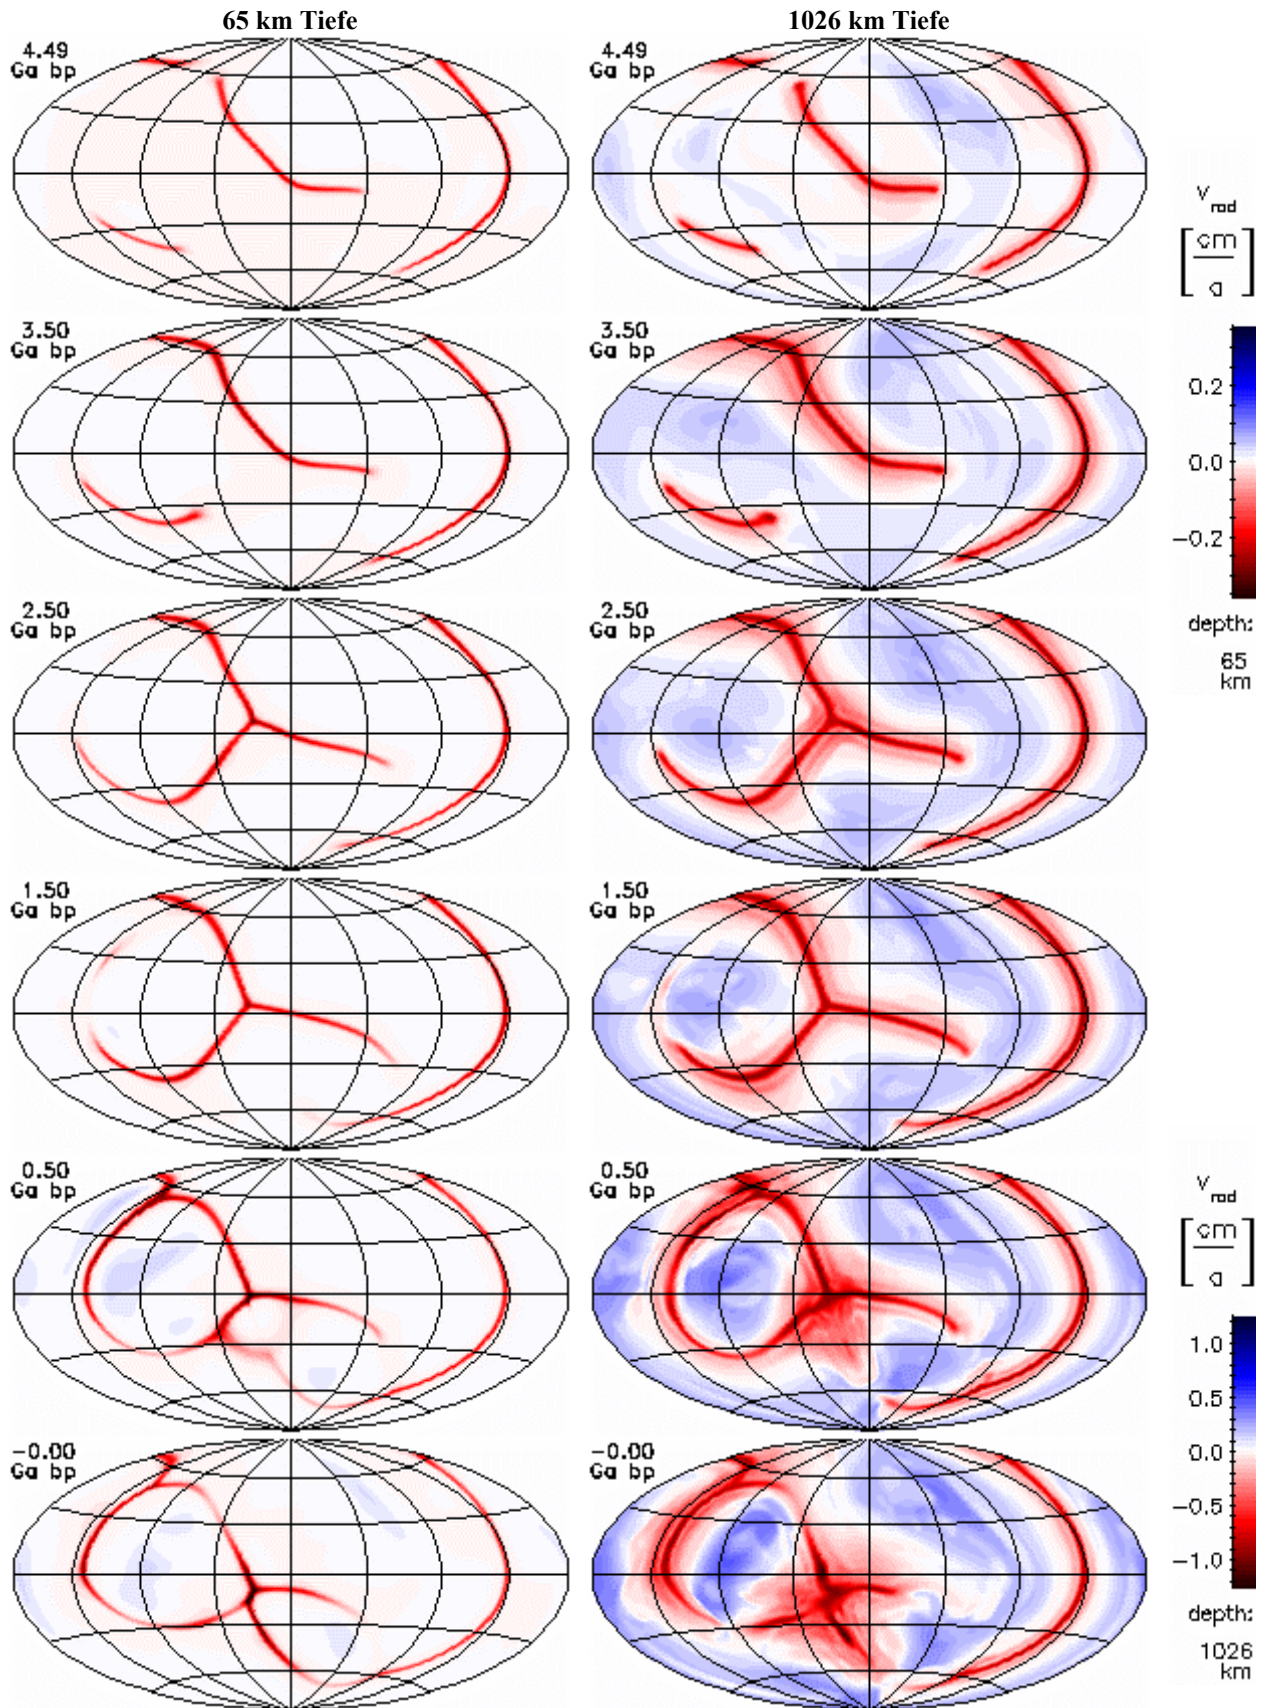 65 km Tiefe
1026 km Tiefe
4.49
Ga bp
4.49
Ga bp
3.50
Ga bp
3.50
Ga bp
2.50
Ga bp
2.50
Ga bp
1.50
Ga bp
1.50
Ga bp
0.50
Ga bp
0.50
Ga bp
-0.00
Ga bp
-0.00
Ga bp
v rad
[cm
a]
0.2
0.0
-0.2
depth:
65
km
v rad
[cm
a]
1.0
0.5
0.0
-0.5
-1.0
depth:
1026
km